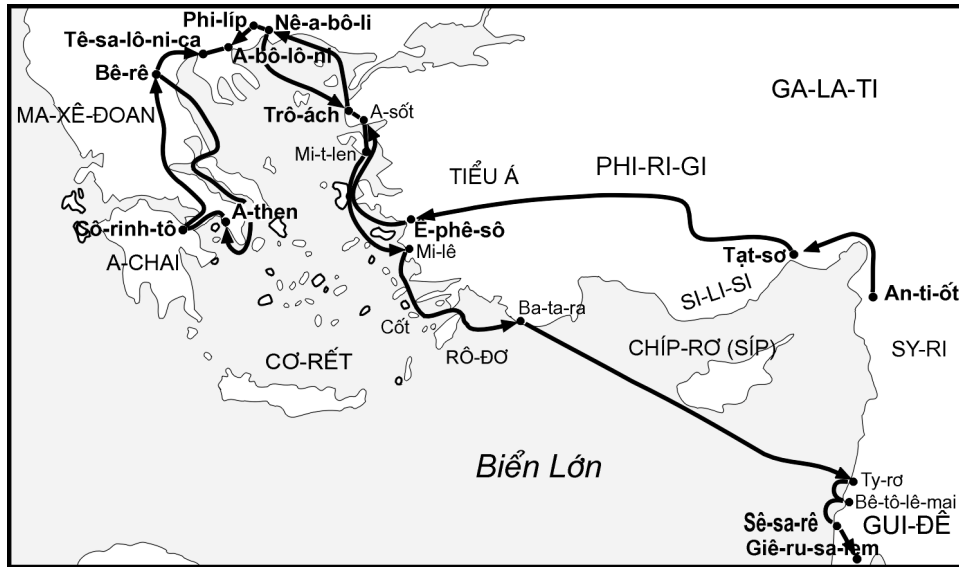 Phi-líp
Nê-a-bô-li
Tê-sa-lô-ni-ca
A-bô-lô-ni
Bê-rê
GA-LA-TI
MA-XÊ-ĐOAN
Trô-ách
A-sốt
Mi-t-len
TIỂU Á
PHI-RI-GI
Cô-rinh-tô
A-then
Ê-phê-sô
Mi-lê
Tạt-sơ
A-CHAI
SI-LI-SI
An-ti-ốt
Ba-ta-ra
Cốt
RÔ-ĐƠ
CHÍP-RƠ (SÍP)
SY-RI
CƠ-RẾT
Biển Lớn
Ty-rơ
Bê-tô-lê-mai
Sê-sa-rê
GUI-ĐÊ
Giê-ru-sa-lem